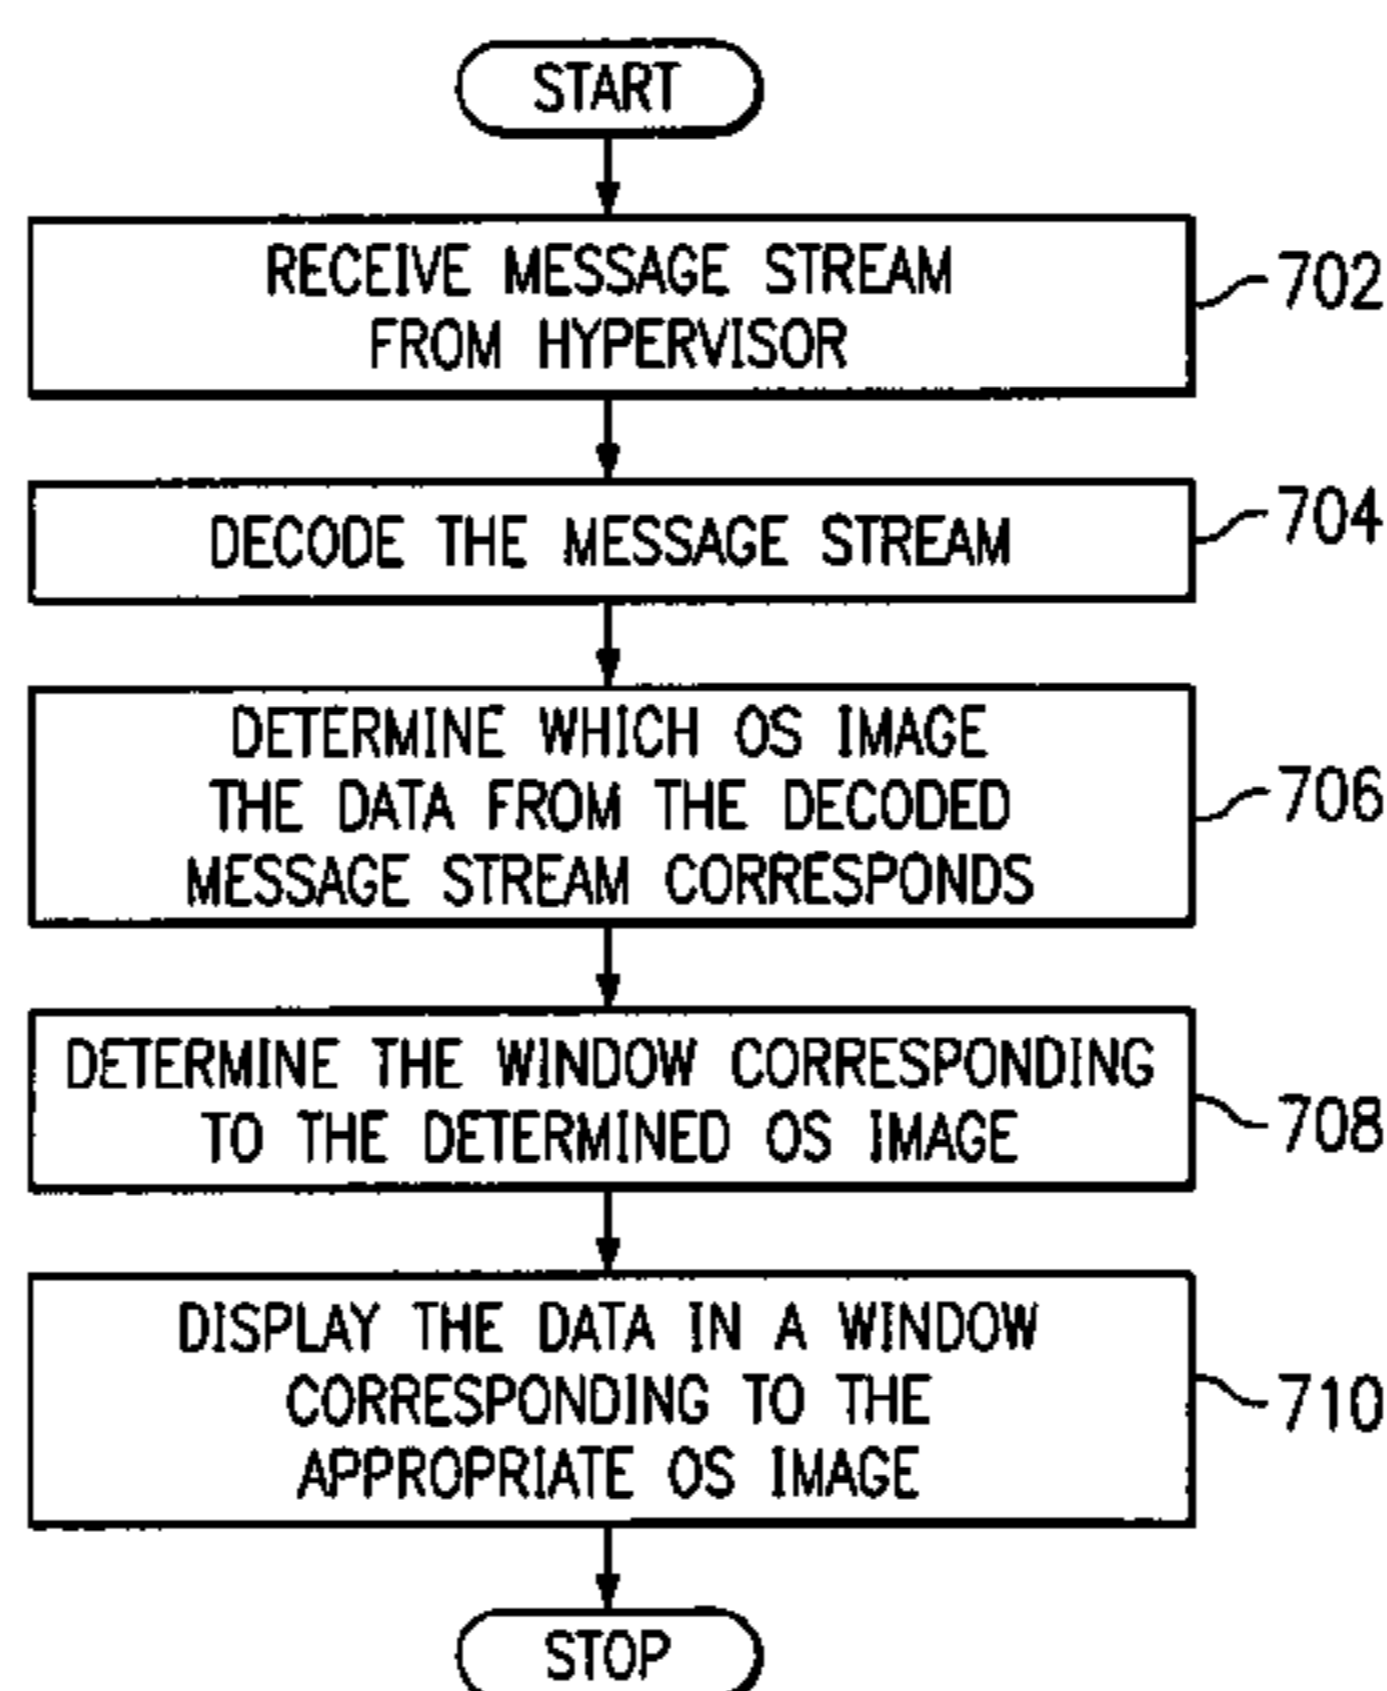 START
RECEIVE MESSAGE STREAM
FROM HYPERVISOR
702
DECODE THE MESSAGE STREAM
704
DETERMINE WHICH OS IMAGE
THE DATA FROM THE DECODED
MESSAGE STREAM CORRESPONDS
706
DETERMINE THE WINDOW CORRESPONDING
TO THE DETERMINED OS IMAGE
708
DISPLAY THE DATA IN A WINDOW
CORRESPONDING TO THE
APPROPRIATE OS IMAGE
710
STOP